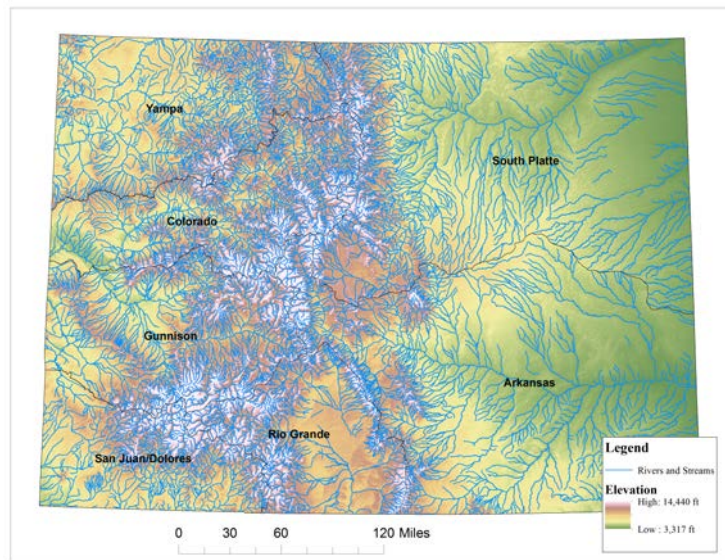 Yampa
South Platte
Colorado
Gunnison
Arkansas
Rio Grande
San Juan/Dolores
Legend
Rivers and Streams
Elevation
High: 14,440 ft
Low : 3,317 ft
0 30 60 120 Miles